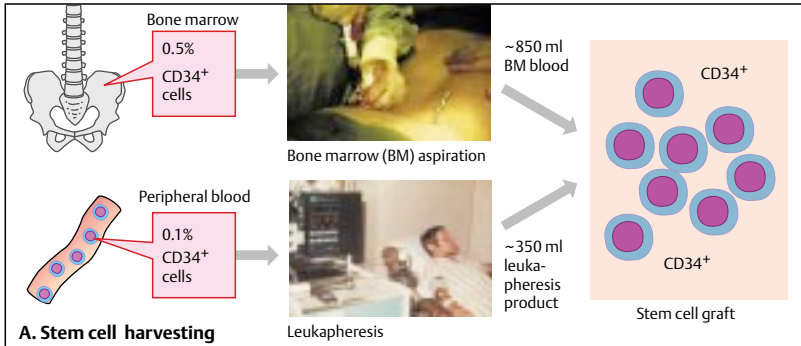 Bone marrow
0.5%
CD34+
cells
Bone marrow (BM) aspiration
~850 ml
BM blood
Peripheral blood
0.1%
CD34+
cells
Leukapheresis
~350 ml
leuka-
pheresis
product
CD34+
CD34+
Stem cell graft
A. Stem cell harvesting